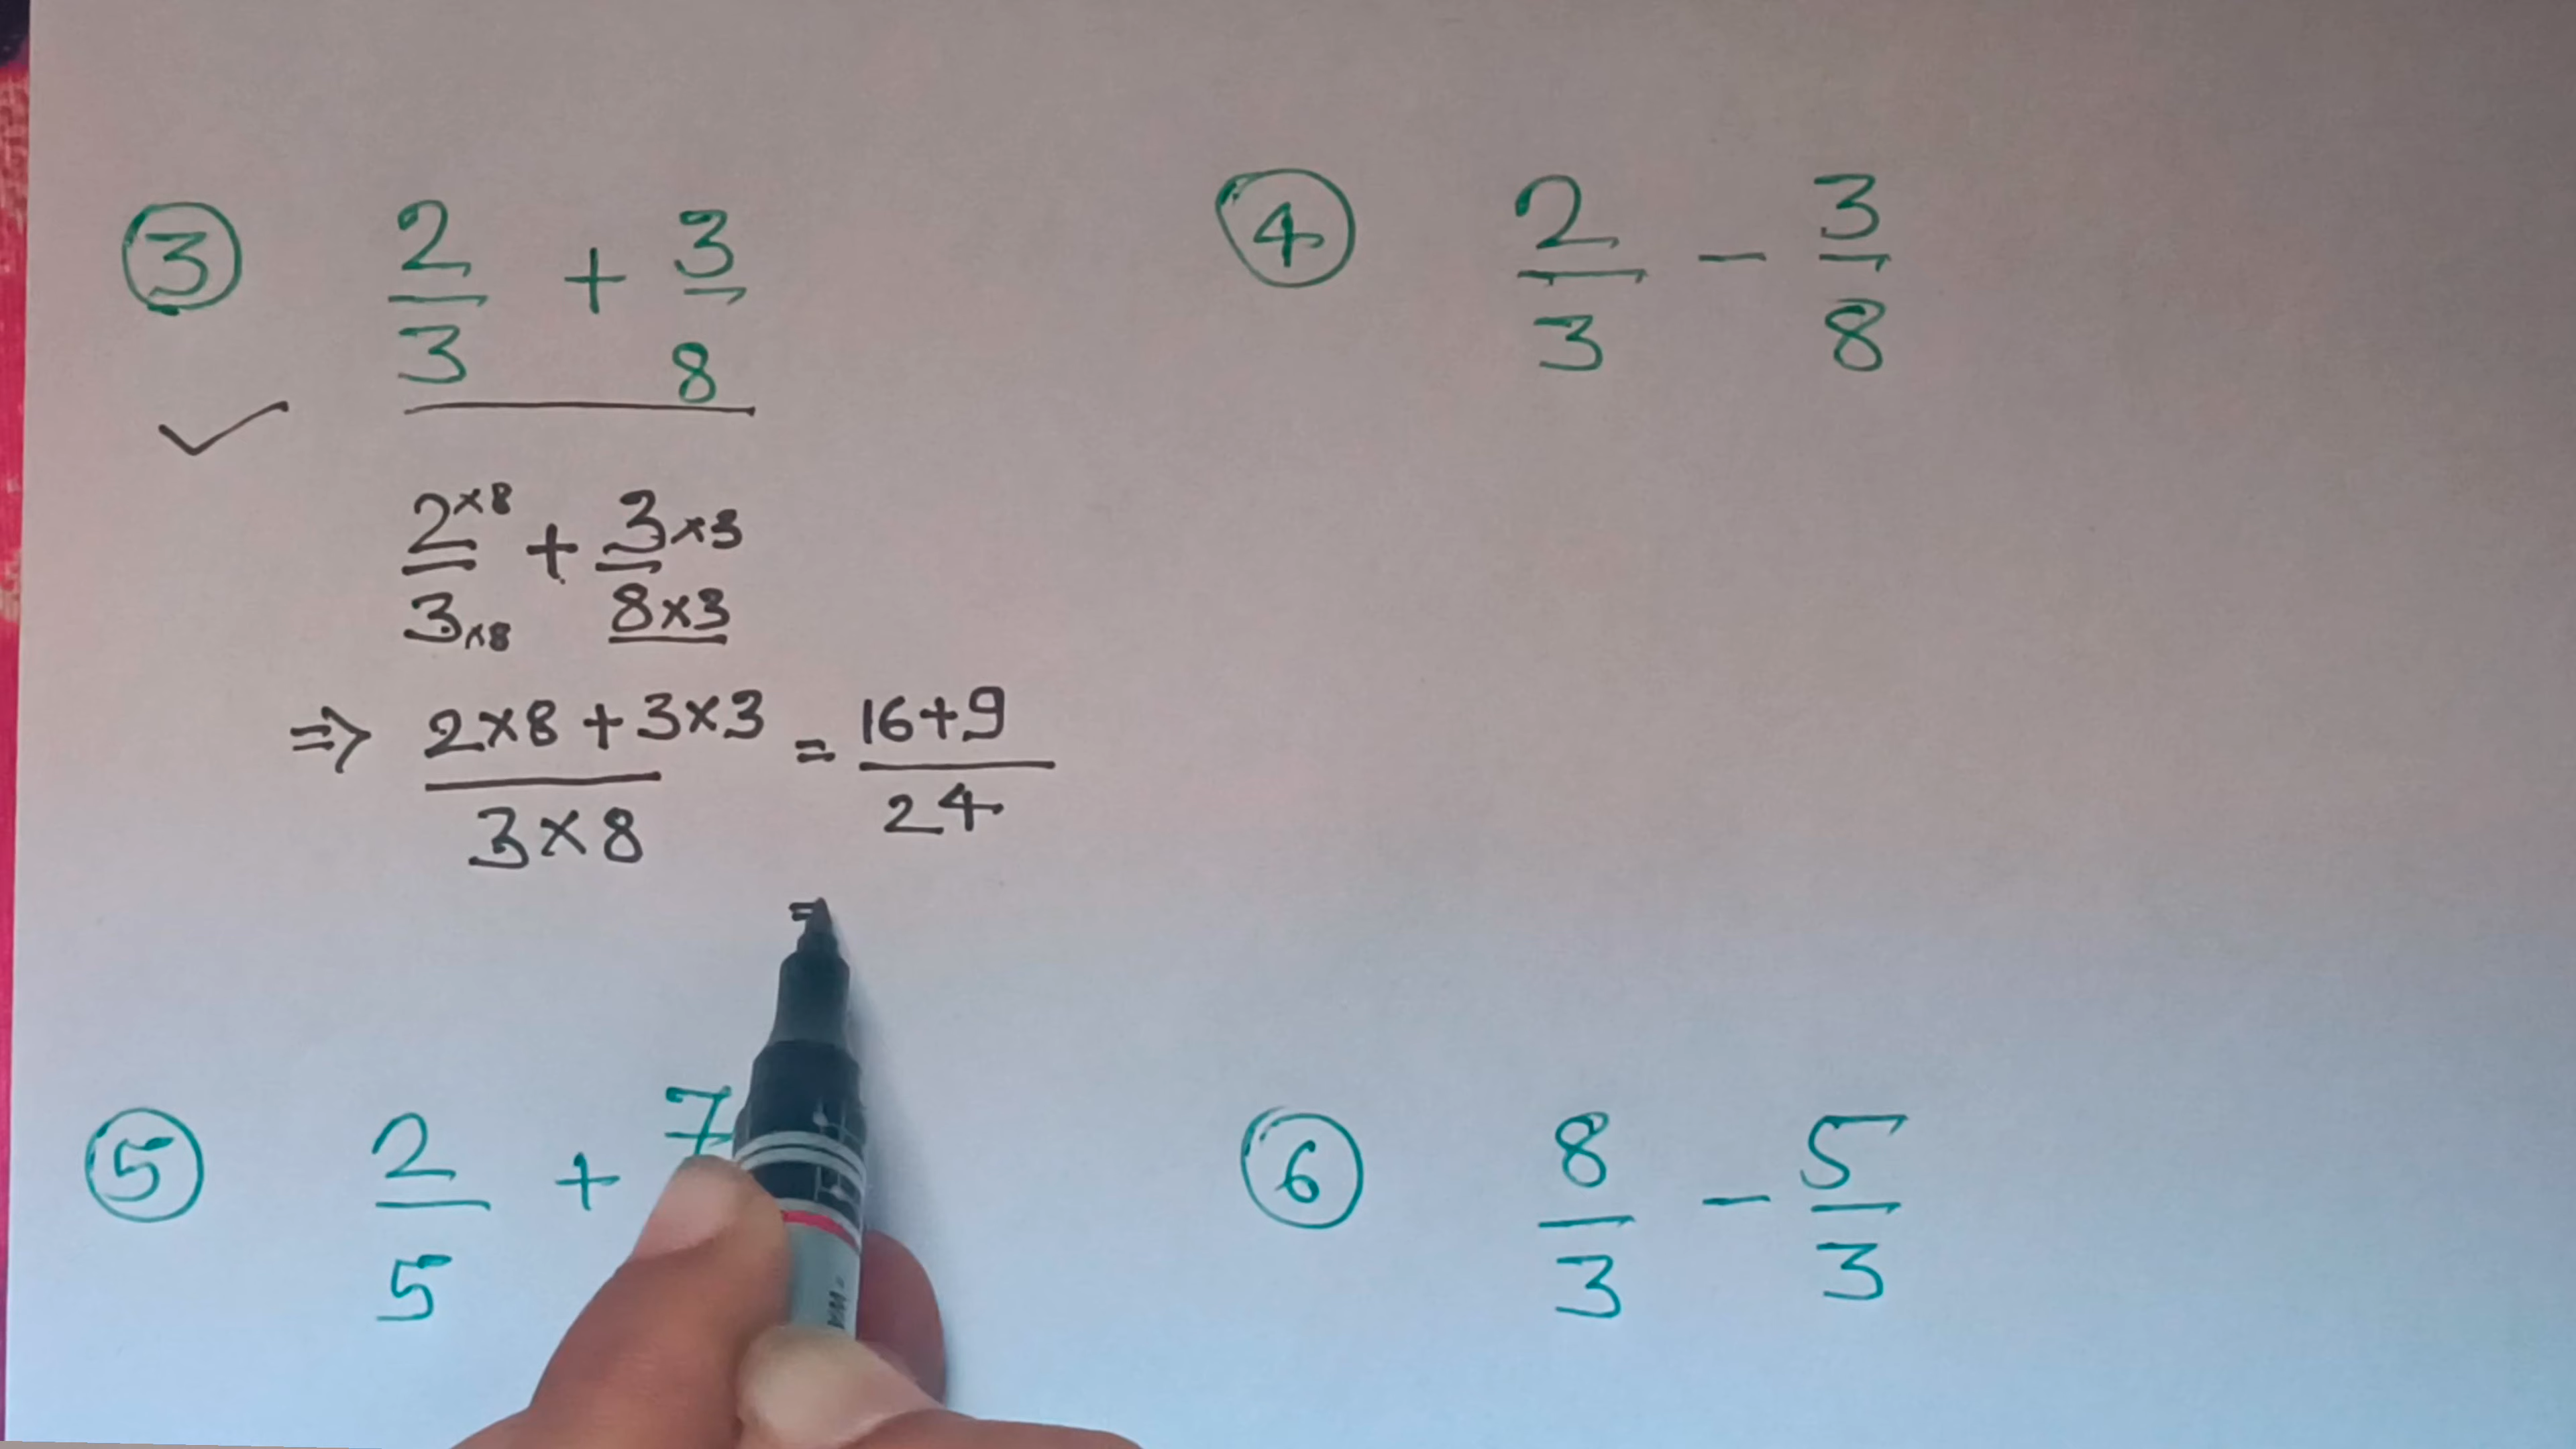 ③ 2/3 + 3/8
④ 2/3 - 3/8
2×8/3×8 + 3×3/8×3
⇒ 2×8+3×3/3×8 = 16+9/24
=
⑤ 2/5 + 7
⑥ 8/3 - 5/3